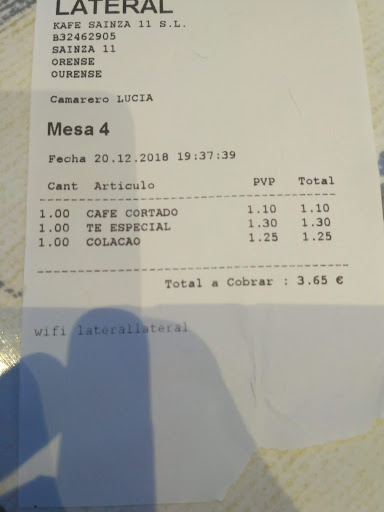 LATERAL
KAFE SAINZA 11 S.L.
B32462905
SAINZA 11
ORENSE
OURENSE
Camarero LUCIA
Mesa 4
Fecha 20.12.2018 19:37:39
Cant Articulo PVP Total
1.00 CAFE CORTADO 1.10 1.10
1.00 TE ESPECIAL 1.30 1.30
1.00 COLACAO 1.25 1.25
Total a Cobrar : 3.65 €
wifi laterallateral